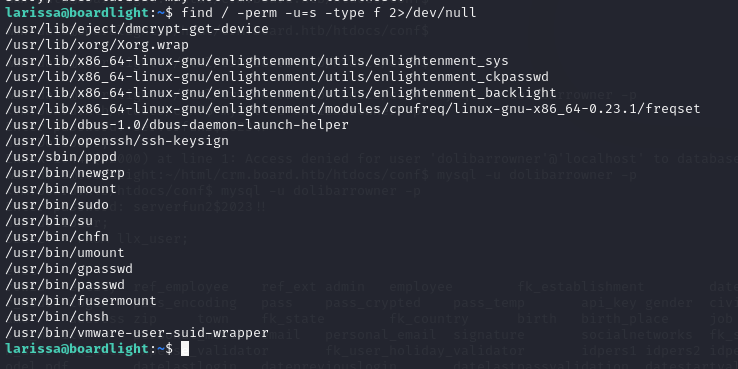 larissa@boardlight:~$ find / -perm -u=s -type f 2>/dev/null
/usr/lib/eject/dmcrypt-get-device
/usr/lib/xorg/Xorg.wrap
/usr/lib/x86_64-linux-gnu/enlightenment/utils/enlightenment_sys
/usr/lib/x86_64-linux-gnu/enlightenment/utils/enlightenment_ckpasswd
/usr/lib/x86_64-linux-gnu/enlightenment/utils/enlightenment_backlight
/usr/lib/x86_64-linux-gnu/enlightenment/modules/cpufreq/linux-gnu-x86_64-0.23.1/freqset
/usr/lib/dbus-1.0/dbus-daemon-launch-helper
/usr/lib/openssh/ssh-keysign
/usr/sbin/pppd
/usr/bin/newgrp
/usr/bin/mount
/usr/bin/sudo
/usr/bin/su
/usr/bin/chfn
/usr/bin/umount
/usr/bin/gpasswd
/usr/bin/passwd
/usr/bin/fusermount
/usr/bin/chsh
/usr/bin/vmware-user-suid-wrapper
larissa@boardlight:~$